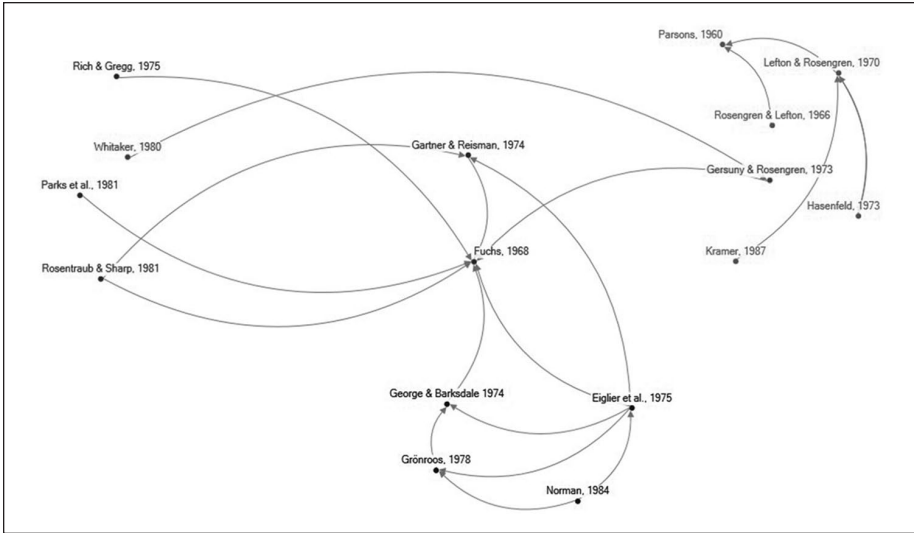 Parsons, 1960
Rich & Gregg, 1975
Lefton & Rosengren, 1970
Rosengren & Lefton, 1966
Whitaker, 1980
Gartner & Reisman, 1974
Gersuny & Rosengren, 1973
Parks et al., 1981
Hasenfeld, 1973
Fuchs, 1968
Kramer, 1987
Rosentraub & Sharp, 1981
George & Barksdale 1974
Eiglier et al., 1975
Grönroos, 1978
Norman, 1984